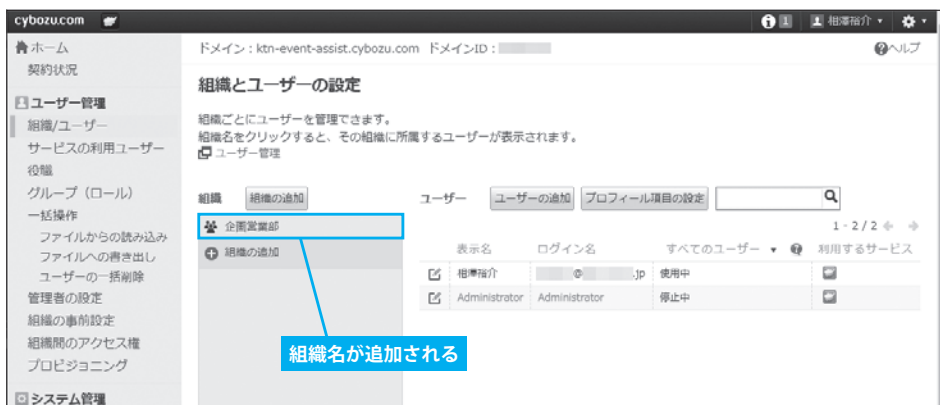 cybozu.com
1 相澤裕介
ホーム
契約状況
ユーザー管理
組織/ユーザー
サービスの利用ユーザー
役職
グループ（ロール）
一括操作
ファイルからの読み込み
ファイルへの書き出し
ユーザーの一括削除
管理者の設定
組織の事前設定
組織間のアクセス権
プロビジョニング
システム管理
ドメイン：ktn-event-assist.cybozu.com ドメインID：
ヘルプ
組織とユーザーの設定
組織ごとにユーザーを管理できます。
組織名をクリックすると、その組織に所属するユーザーが表示されます。
ユーザー管理
組織 組織の追加
企画営業部
組織の追加
ユーザー ユーザーの追加 プロフィール項目の設定
1 - 2 / 2
表示名 ログイン名 すべてのユーザー 利用するサービス
相澤裕介 @ .jp 使用中
Administrator Administrator 停止中
組織名が追加される